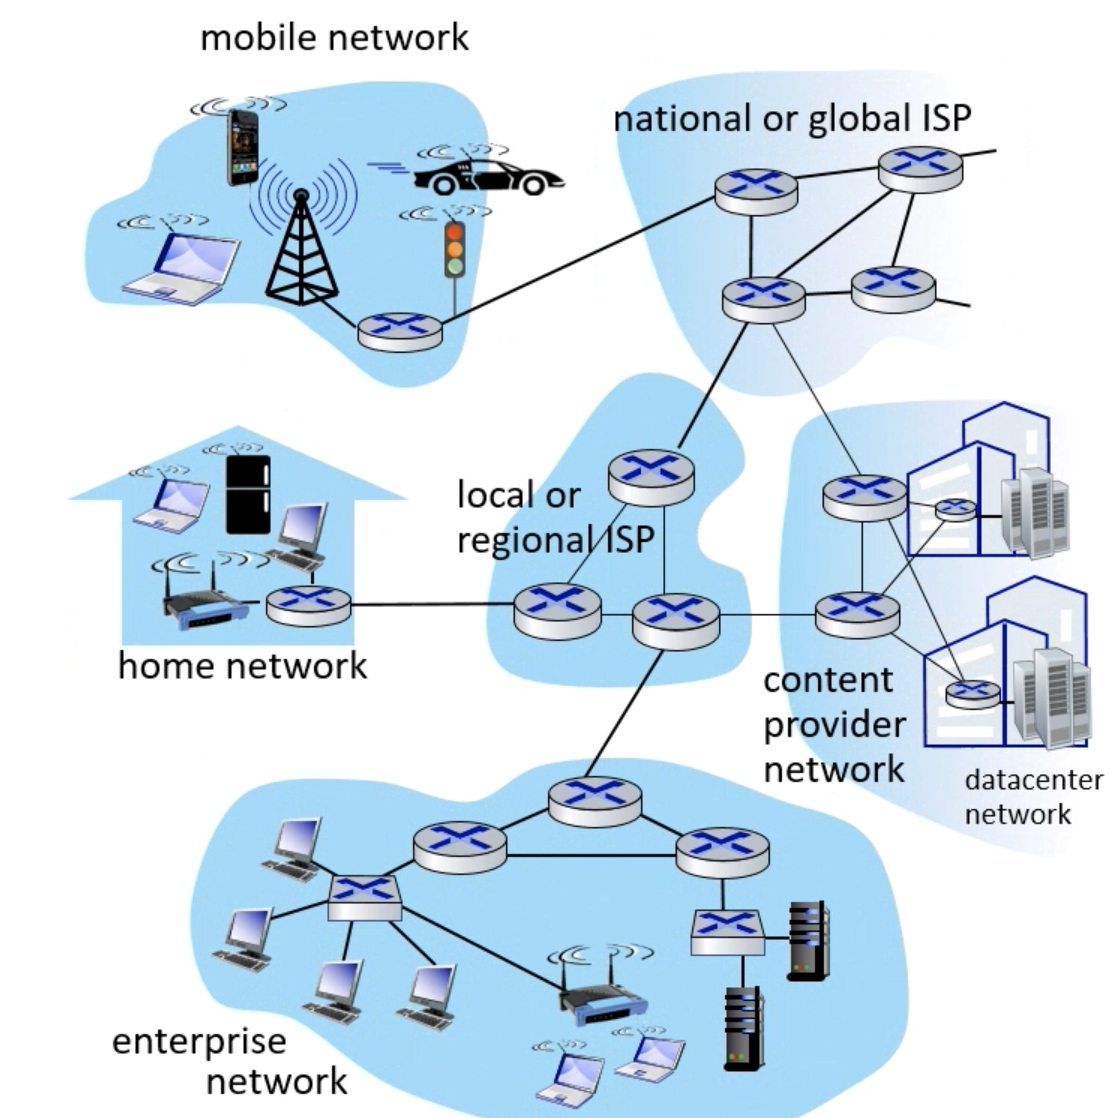 mobile network
national or global ISP
local or
regional ISP
home network
content
provider
network
datacenter
network
enterprise
network